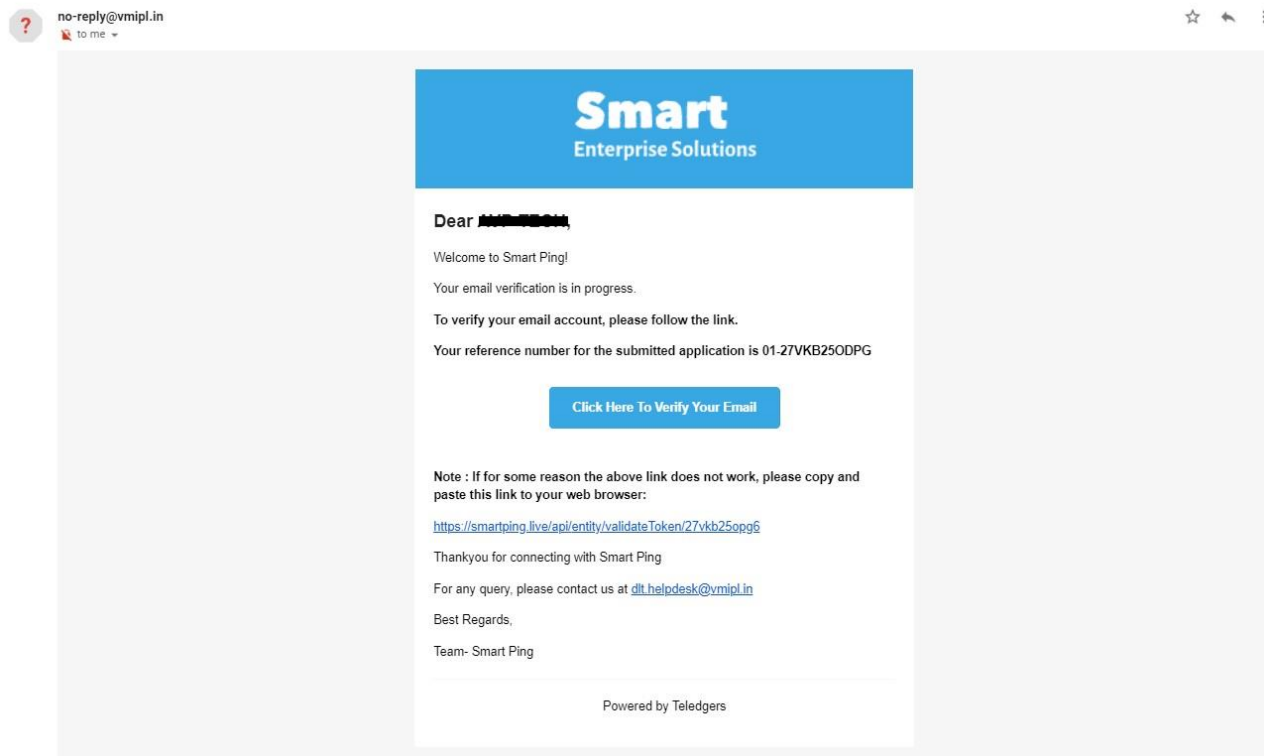 ?
no-reply@vmipl.in
to me
Smart
Enterprise Solutions
Dear
Welcome to Smart Ping!
Your email verification is in progress.
To verify your email account, please follow the link.
Your reference number for the submitted application is 01-27VKB25ODPG
Click Here To Verify Your Email
Note : If for some reason the above link does not work, please copy and
paste this link to your web browser:
https://smartping.live/api/entity/validateToken/27vkb25opg6
Thankyou for connecting with Smart Ping
For any query, please contact us at dlt.helpdesk@vmipl.in
Best Regards,
Team- Smart Ping
Powered by Teledgers